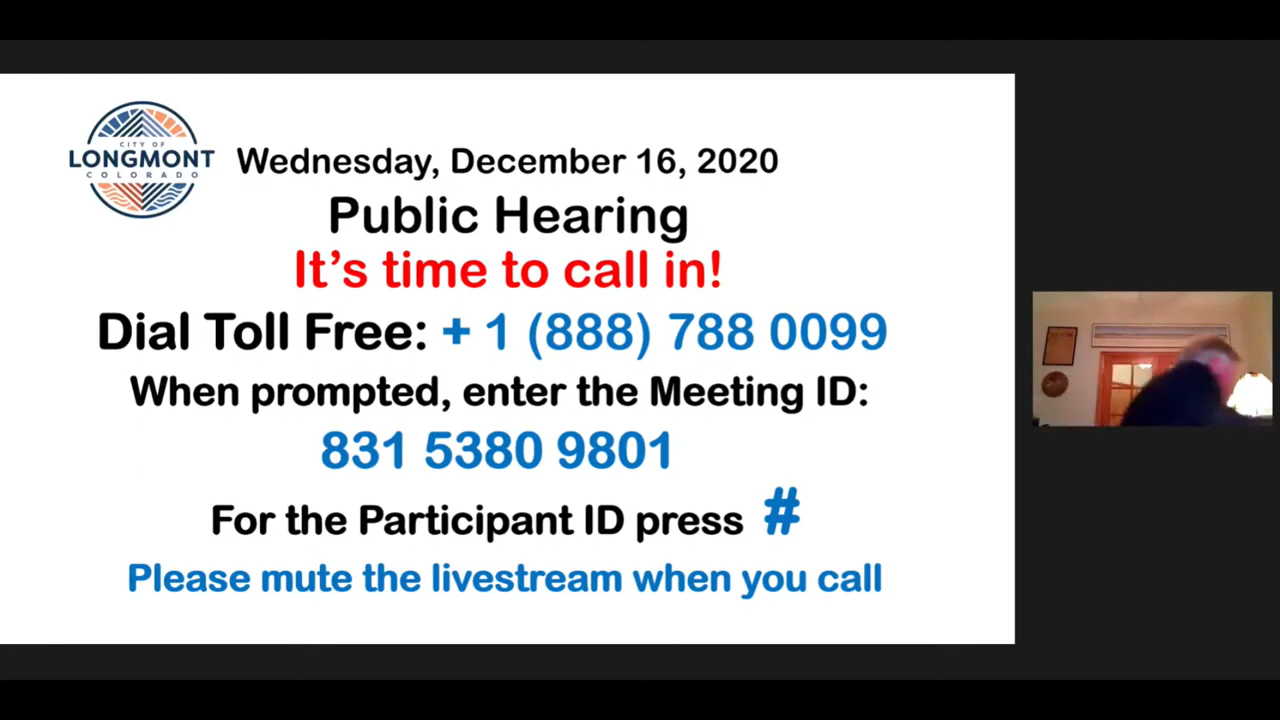 CITY OF
LONGMONT
COLORADO
Wednesday, December 16, 2020
Public Hearing
It's time to call in!
Dial Toll Free: + 1 (888) 788 0099
When prompted, enter the Meeting ID:
831 5380 9801
For the Participant ID press #
Please mute the livestream when you call